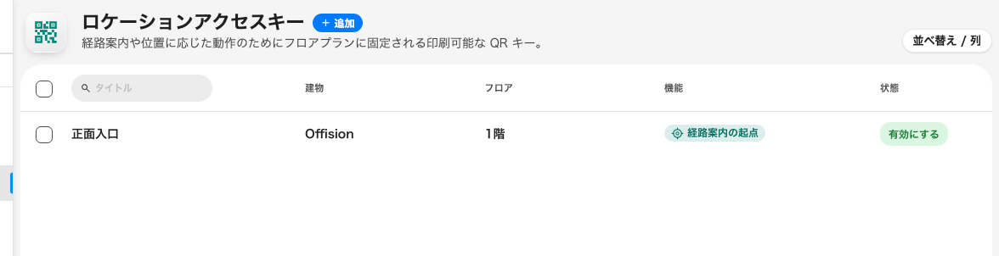 ロケーションアクセスキー
+ 追加
経路案内や位置に応じた動作のためにフロアプランに固定される印刷可能な QR キー。
並べ替え / 列
タイトル 建物 フロア 機能 状態
正面入口 Offision 1階 経路案内の起点 有効にする